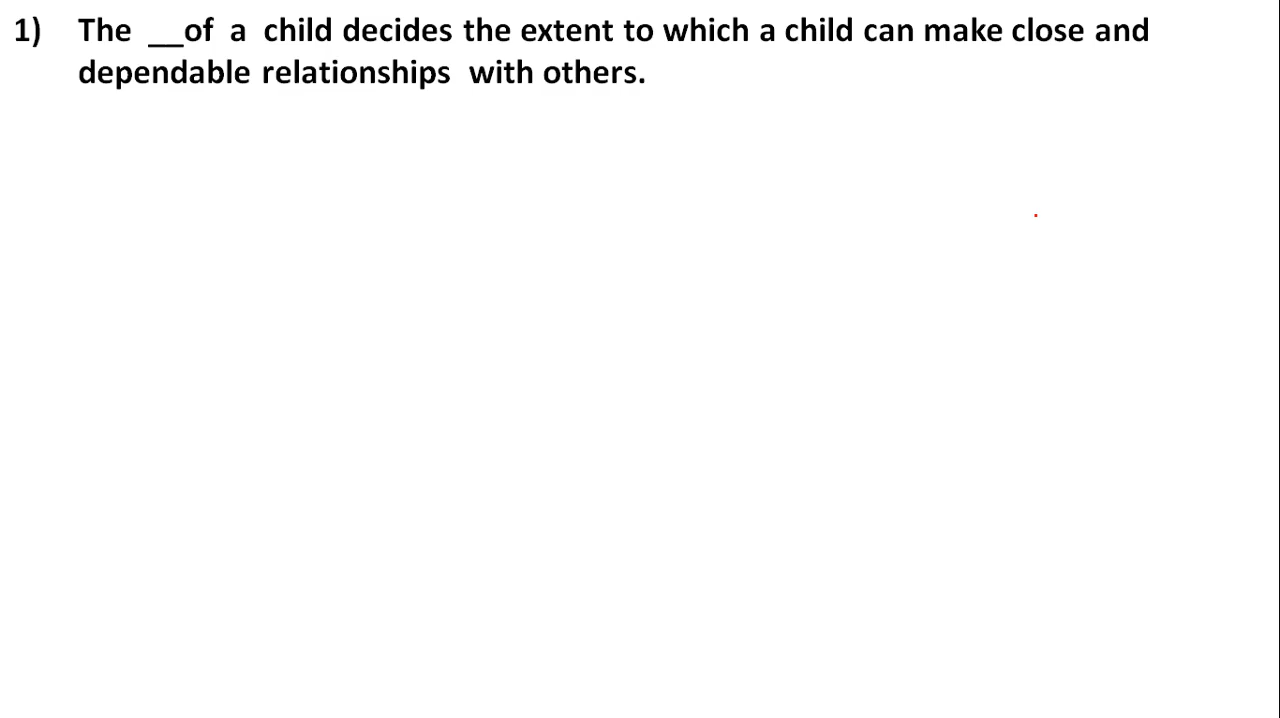 1) The __of a child decides the extent to which a child can make close and
dependable relationships with others.